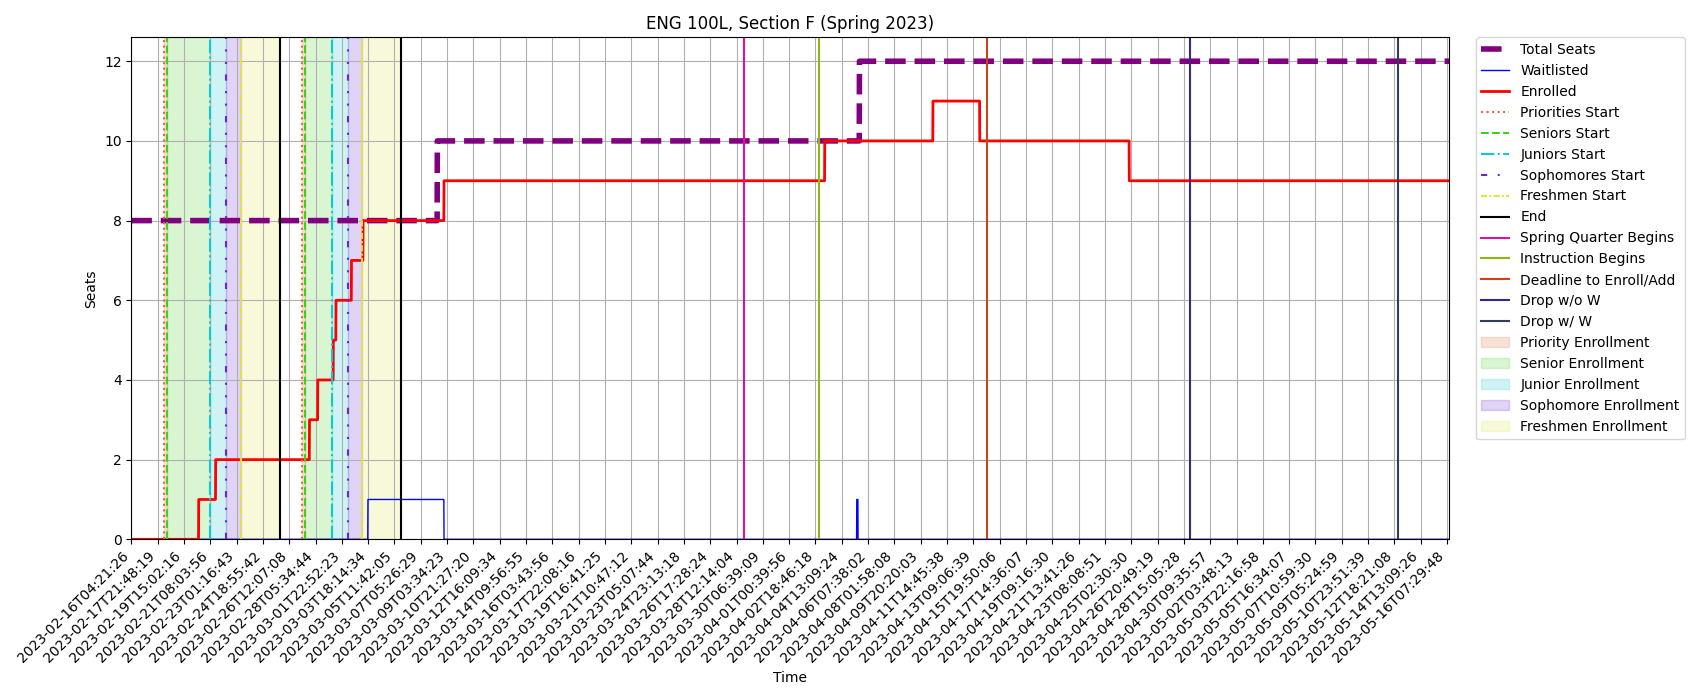 ENG 100L, Section F (Spring 2023)
Seats
12
10
8
6
4
2
0
2023-02-16T04:21:26
2023-02-17T21:48:19
2023-02-19T15:02:16
2023-02-21T08:03:56
2023-02-23T01:16:43
2023-02-24T18:55:42
2023-02-26T12:07:08
2023-02-28T05:34:44
2023-03-01T22:52:23
2023-03-03T18:14:34
2023-03-05T11:42:05
2023-03-07T05:26:29
2023-03-09T03:34:23
2023-03-10T21:27:20
2023-03-12T16:09:34
2023-03-14T09:56:55
2023-03-16T03:43:56
2023-03-17T22:08:16
2023-03-19T16:41:25
2023-03-21T10:47:12
2023-03-23T05:07:44
2023-03-24T23:13:18
2023-03-26T17:28:24
2023-03-28T12:14:04
2023-03-30T06:39:09
2023-04-01T00:39:56
2023-04-02T18:46:18
2023-04-04T13:09:24
2023-04-06T07:38:02
2023-04-08T01:58:08
2023-04-09T20:20:03
2023-04-11T14:45:38
2023-04-13T09:06:39
2023-04-15T19:50:06
2023-04-17T14:36:07
2023-04-19T09:16:30
2023-04-21T13:41:26
2023-04-23T08:08:51
2023-04-25T02:30:30
2023-04-26T20:49:19
2023-04-28T15:05:28
2023-04-30T09:35:57
2023-05-02T03:48:13
2023-05-03T22:16:58
2023-05-05T16:34:07
2023-05-07T10:59:30
2023-05-09T05:24:59
2023-05-10T23:51:39
2023-05-12T18:21:08
2023-05-14T13:09:26
2023-05-16T07:29:48
Time
Total Seats
Waitlisted
Enrolled
Priorities Start
Seniors Start
Juniors Start
Sophomores Start
Freshmen Start
End
Spring Quarter Begins
Instruction Begins
Deadline to Enroll/Add
Drop w/o W
Drop w/ W
Priority Enrollment
Senior Enrollment
Junior Enrollment
Sophomore Enrollment
Freshmen Enrollment